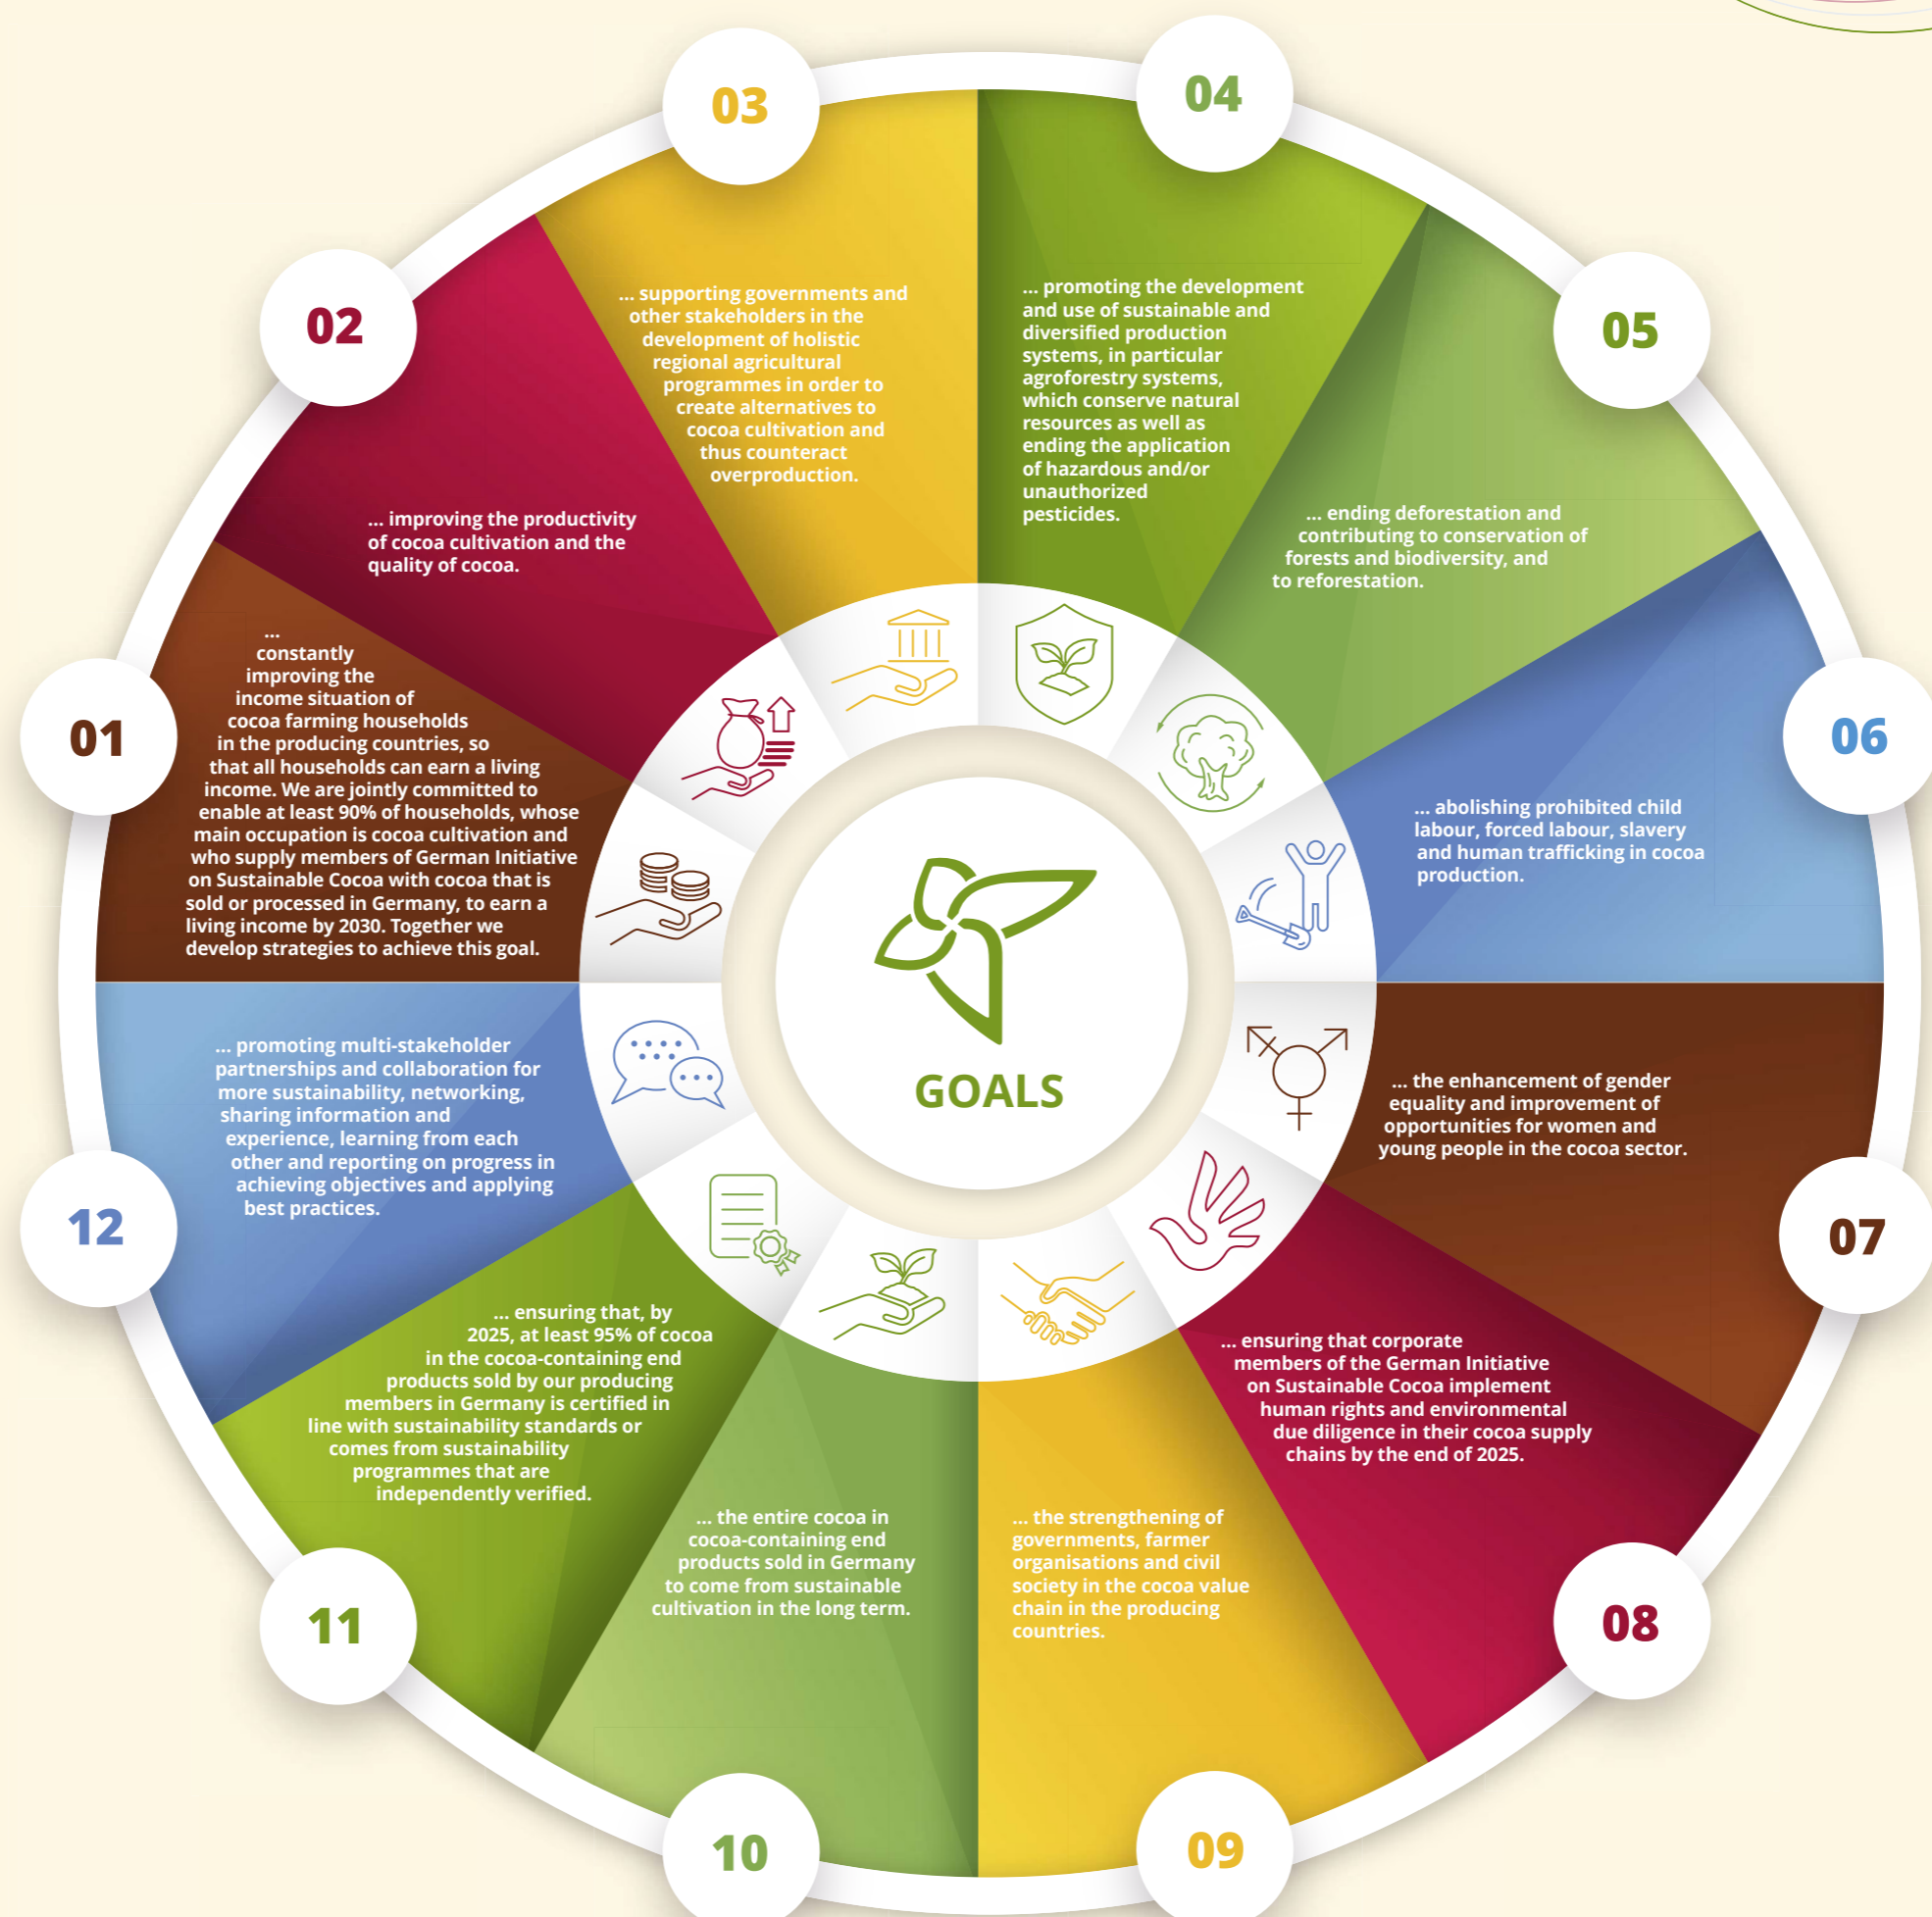 01
...
constantly
improving the
income situation of
cocoa farming households
in the producing countries, so
that all households can earn a living
income. We are jointly committed to
enable at least 90% of households, whose
main occupation is cocoa cultivation and
who supply members of German Initiative
on Sustainable Cocoa with cocoa that is
sold or processed in Germany, to earn a
living income by 2030. Together we
develop strategies to achieve this goal.
02
... improving the productivity
of cocoa cultivation and the
quality of cocoa.
03
... supporting governments and
other stakeholders in the
development of holistic
regional agricultural
programmes in order to
create alternatives to
cocoa cultivation and
thus counteract
overproduction.
04
... promoting the development
and use of sustainable and
diversified production
systems, in particular
agroforestry systems,
which conserve natural
resources as well as
ending the application
of hazardous and/or
unauthorized
pesticides.
05
... ending deforestation and
contributing to conservation of
forests and biodiversity, and
to reforestation.
06
... abolishing prohibited child
labour, forced labour, slavery
and human trafficking in cocoa
production.
07
... the enhancement of gender
equality and improvement of
opportunities for women and
young people in the cocoa sector.
08
... ensuring that corporate
members of the German Initiative
on Sustainable Cocoa implement
human rights and environmental
due diligence in their cocoa supply
chains by the end of 2025.
09
... the strengthening of
governments, farmer
organisations and civil
society in the cocoa value
chain in the producing
countries.
10
... the entire cocoa in
cocoa-containing end
products sold in Germany
to come from sustainable
cultivation in the long term.
11
... ensuring that, by
2025, at least 95% of cocoa
in the cocoa-containing end
products sold by our producing
members in Germany is certified in
line with sustainability standards or
comes from sustainability
programmes that are
independently verified.
12
... promoting multi-stakeholder
partnerships and collaboration for
more sustainability, networking,
sharing information and
experience, learning from each
other and reporting on progress in
achieving objectives and applying
best practices.
GOALS